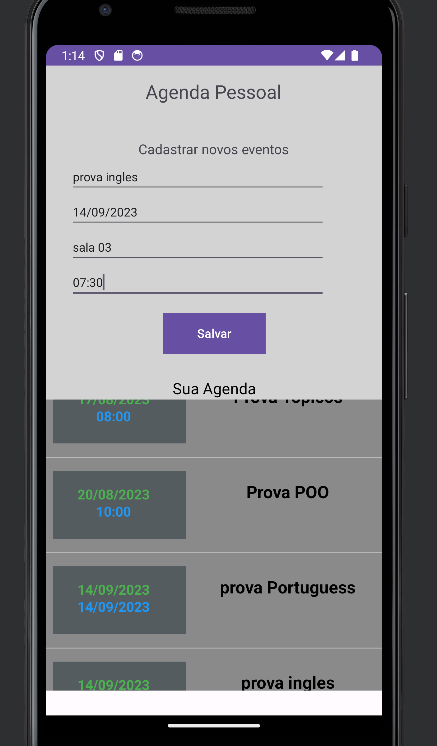 1:14
Agenda Pessoal
Cadastrar novos eventos
prova ingles
14/09/2023
sala 03
07:30
Salvar
Sua Agenda
17/08/2023 Prova Topicos
08:00
20/08/2023
10:00
Prova POO
14/09/2023
14/09/2023
prova Portuguess
14/09/2023
prova ingles